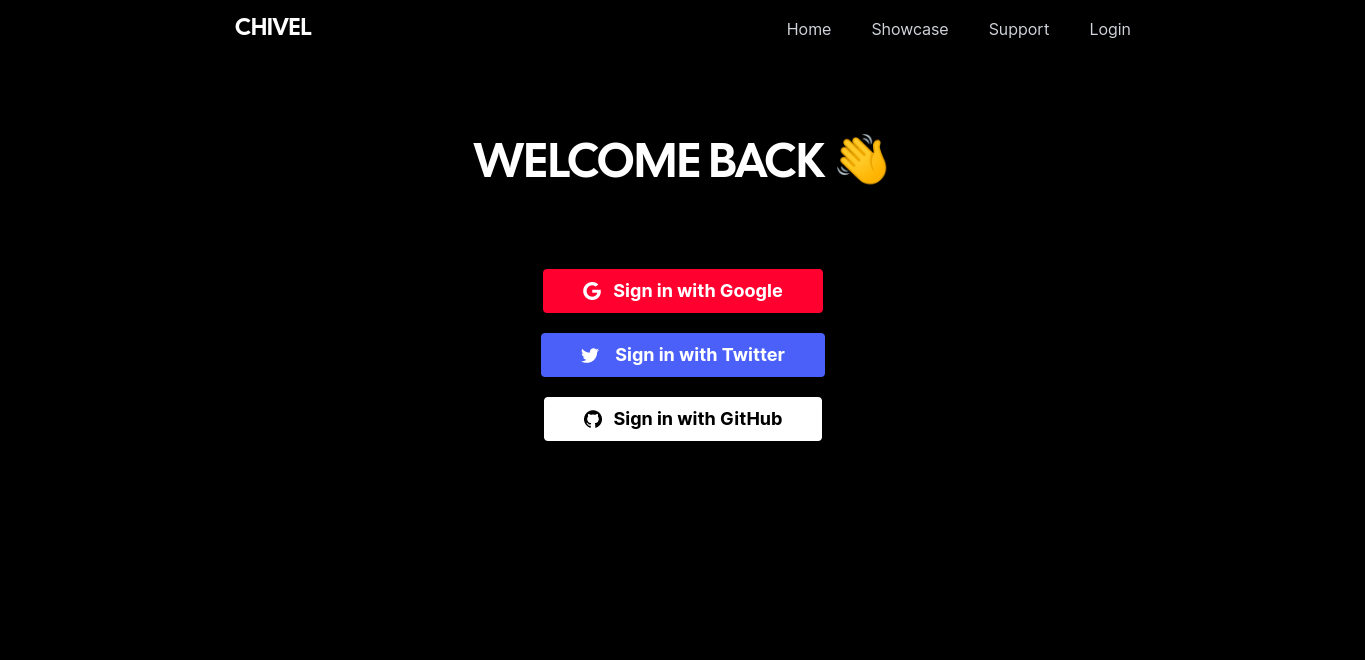 CHIVEL
Home Showcase Support Login
WELCOME BACK 👋
Sign in with Google
Sign in with Twitter
Sign in with GitHub